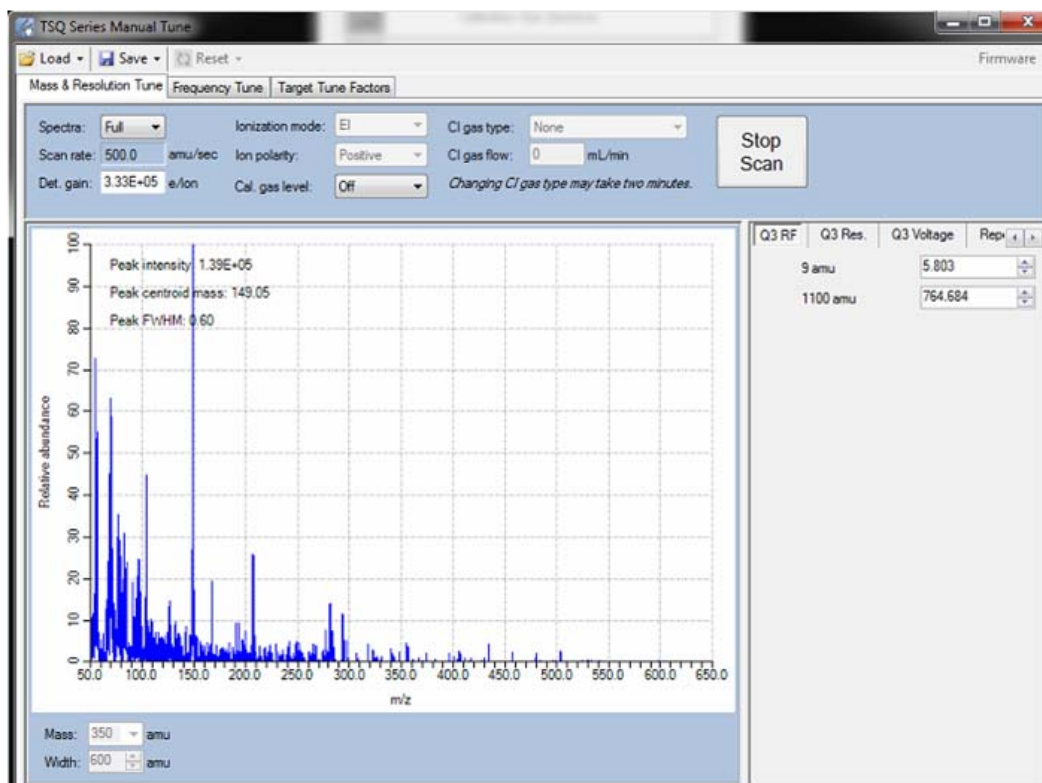 TSQ Series Manual Tune
Load Save Reset Firmware
Mass & Resolution Tune Frequency Tune Target Tune Factors
Spectra: Full Ionization mode: EI CI gas type: None Stop
Scan rate: 500.0 amu/sec Ion polarity: Positive CI gas flow: 0 mL/min Scan
Det. gain: 3.33E+05 e/Ion Cal. gas level: Off Changing CI gas type may take two minutes.
Q3 RF Q3 Res. Q3 Voltage
9 amu 5.803
1100 amu 764.684
Peak intensity: 1.39E+05
Peak centroid mass: 149.05
Peak FWHM: 0.60
Relative abundance
100
90
80
70
60
50
40
30
20
10
0
50.0 100.0 150.0 200.0 250.0 300.0 350.0 400.0 450.0 500.0 550.0 600.0 650.0
m/z
Mass: 350 amu
Width: 600 amu